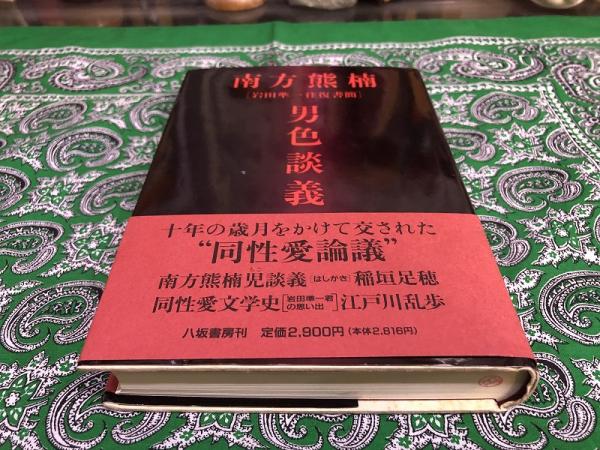 南方熊楠
［岩田準一往復書簡］
男色談義
十年の歳月をかけて交された
“同性愛論議”
南方熊楠児談義［はしがき］稲垣足穂
同性愛文学史［岩田準一君の思い出］江戸川乱歩
八坂書房刊 定価2,900円(本体2,816円)